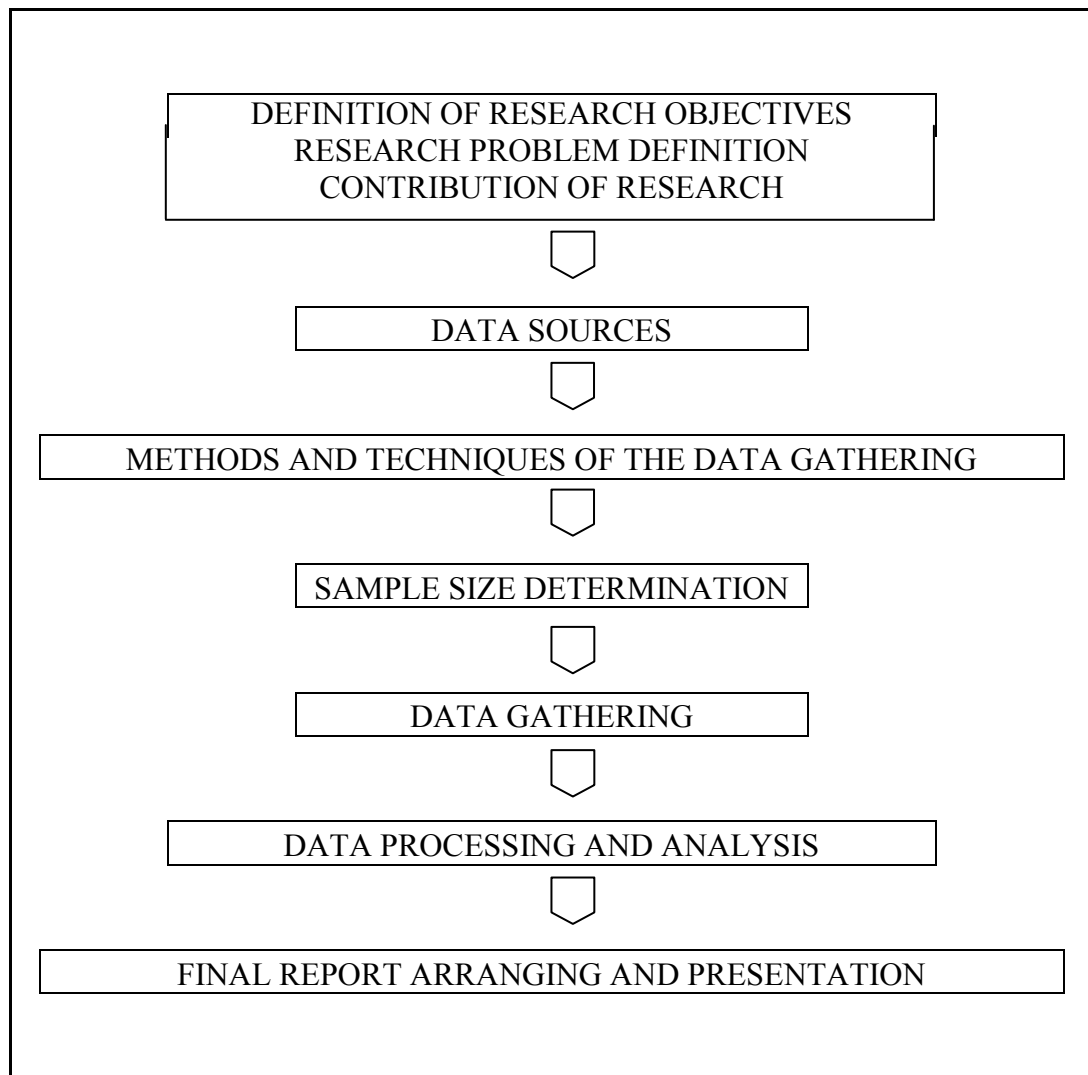 DEFINITION OF RESEARCH OBJECTIVES
RESEARCH PROBLEM DEFINITION
CONTRIBUTION OF RESEARCH
DATA SOURCES
METHODS AND TECHNIQUES OF THE DATA GATHERING
SAMPLE SIZE DETERMINATION
DATA GATHERING
DATA PROCESSING AND ANALYSIS
FINAL REPORT ARRANGING AND PRESENTATION